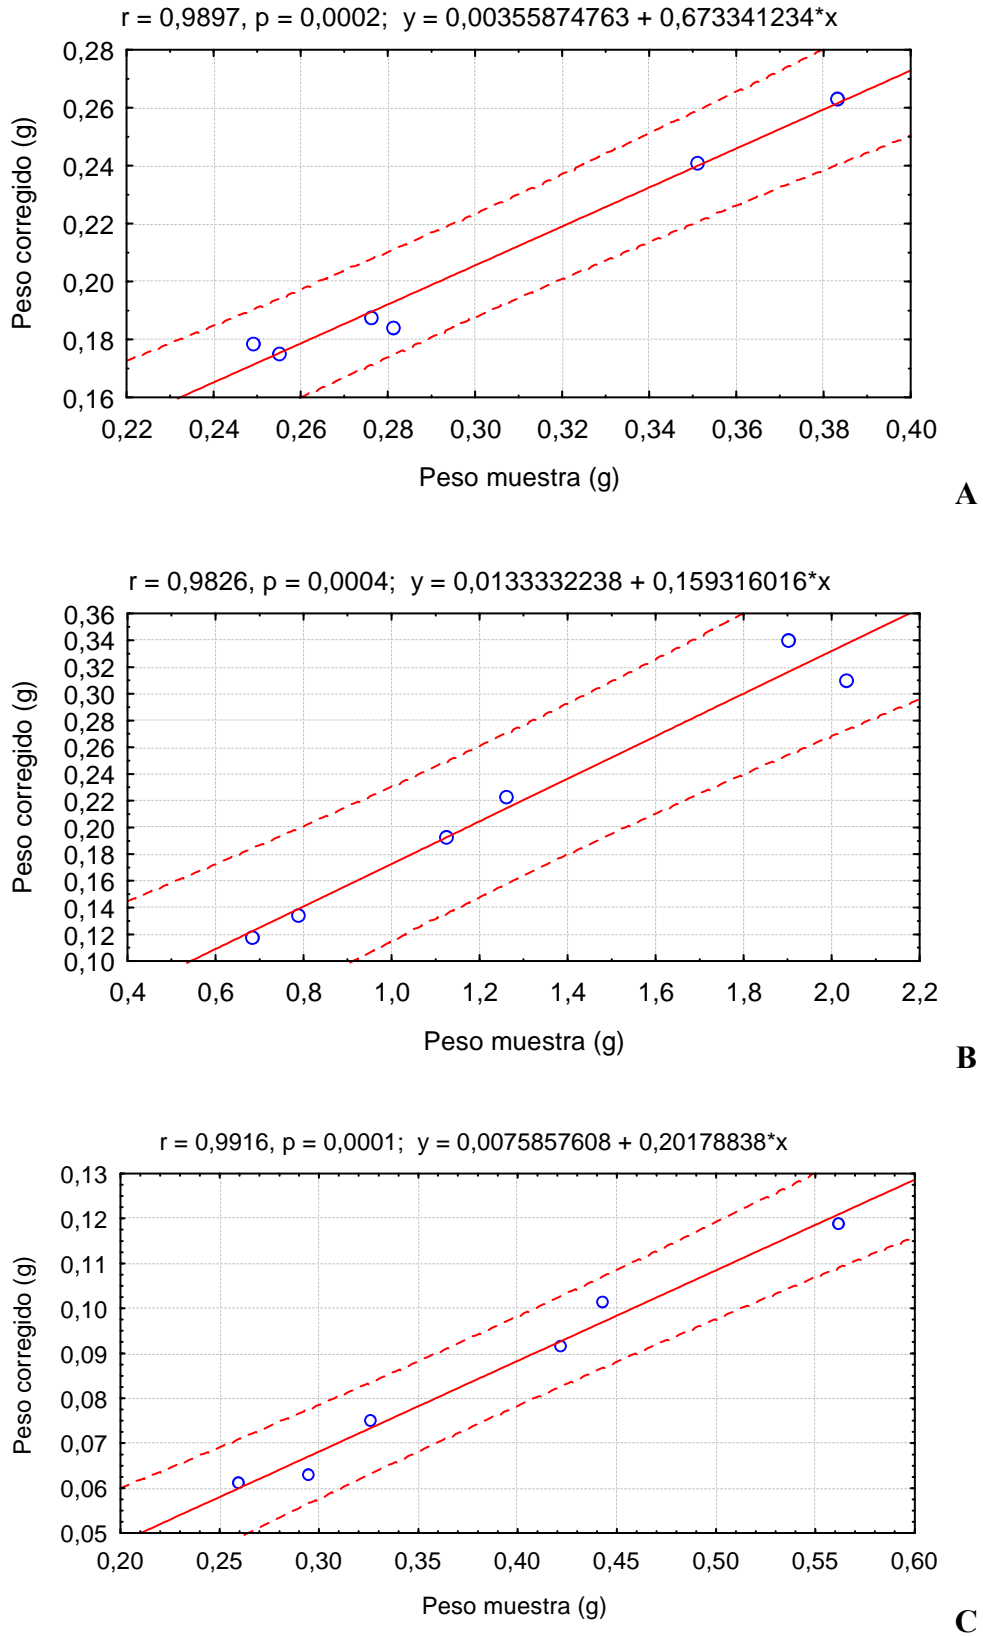 r = 0,9897, p = 0,0002; y = 0,00355874763 + 0,673341234*x
0,28
0,26
0,24
0,22
0,20
0,18
0,16
Peso corregido (g)
0,22 0,24 0,26 0,28 0,30 0,32 0,34 0,36 0,38 0,40
Peso muestra (g)
A
r = 0,9826, p = 0,0004; y = 0,0133332238 + 0,159316016*x
0,36
0,34
0,32
0,30
0,28
0,26
0,24
0,22
0,20
0,18
0,16
0,14
0,12
0,10
Peso corregido (g)
0,4 0,6 0,8 1,0 1,2 1,4 1,6 1,8 2,0 2,2
Peso muestra (g)
B
r = 0,9916, p = 0,0001; y = 0,0075857608 + 0,20178838*x
0,13
0,12
0,11
0,10
0,09
0,08
0,07
0,06
0,05
Peso corregido (g)
0,20 0,25 0,30 0,35 0,40 0,45 0,50 0,55 0,60
Peso muestra (g)
C